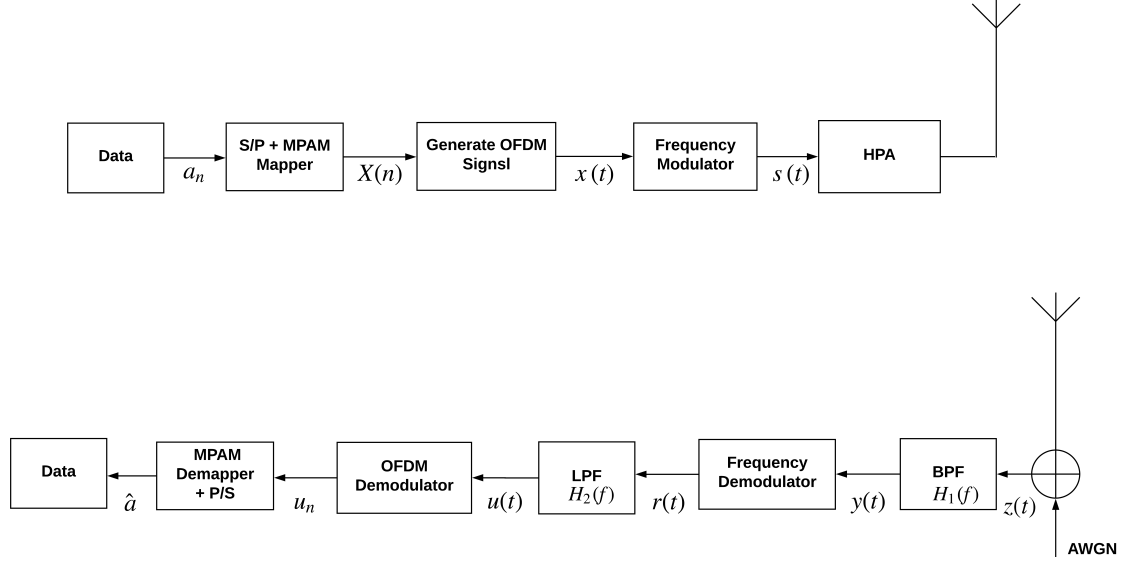 Data
a_n
S/P + MPAM
Mapper
X(n)
Generate OFDM
Signsl
x (t)
Frequency
Modulator
s (t)
HPA
Data
â
MPAM
Demapper
+ P/S
u_n
OFDM
Demodulator
u(t)
LPF
H_2(f)
r(t)
Frequency
Demodulator
y(t)
BPF
H_1(f)
z(t)
AWGN